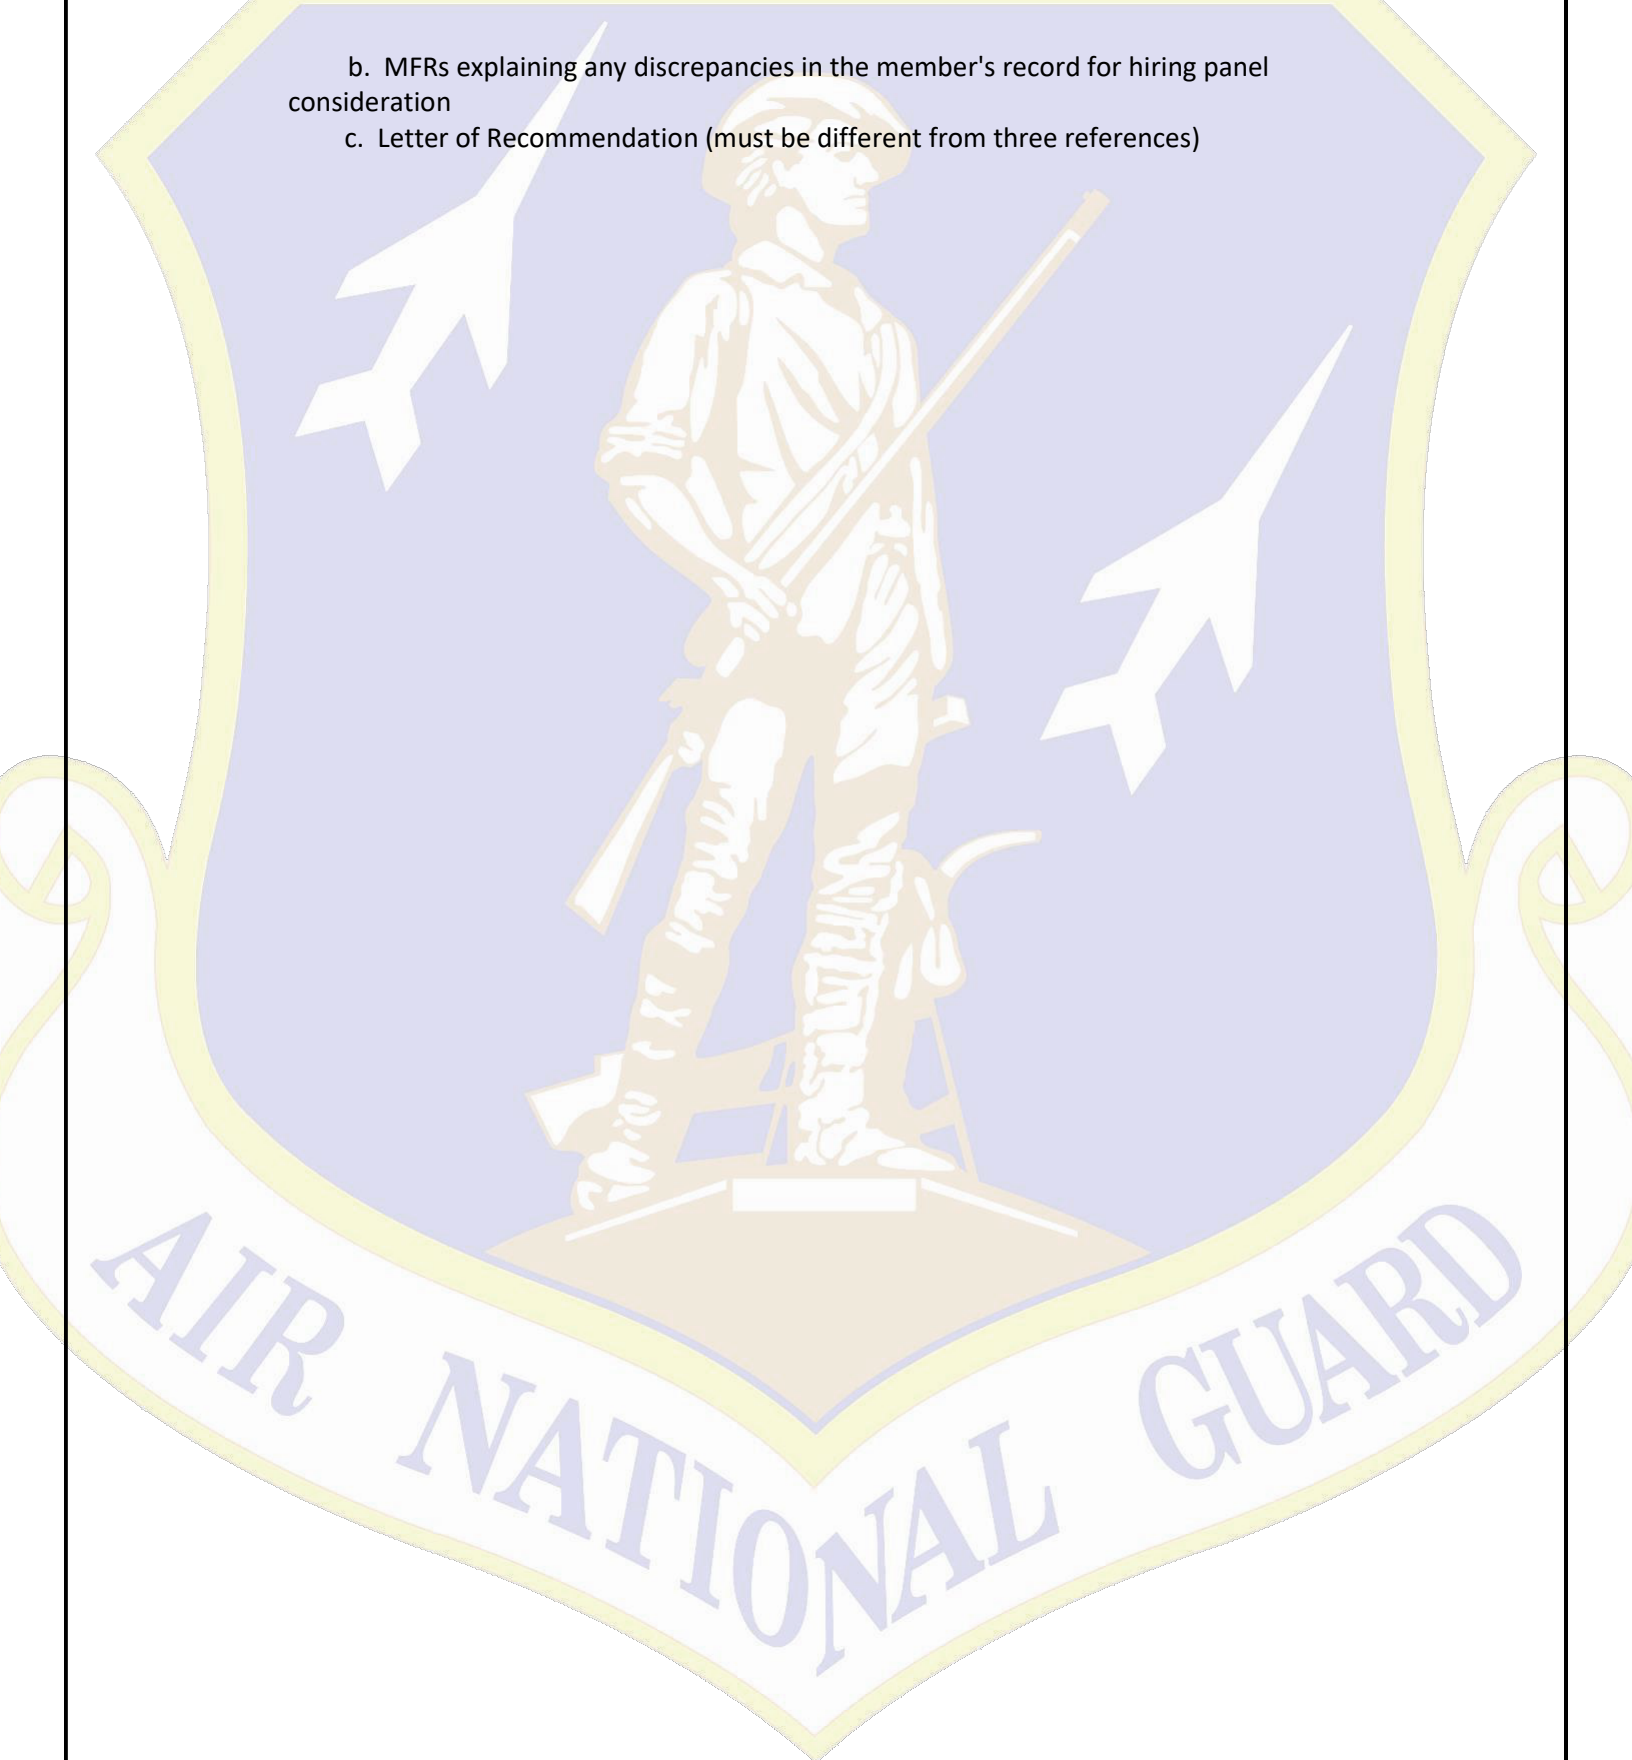 b. MFRs explaining any discrepancies in the member's record for hiring panel
consideration
c. Letter of Recommendation (must be different from three references)
AIR NATIONAL GUARD